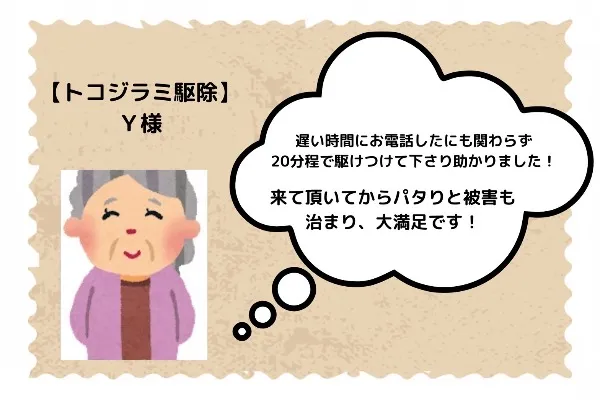 【トコジラミ駆除】
Y様
遅い時間にお電話したにも関わらず
20分程で駆けつけて下さり助かりました！
来て頂いてからパタりと被害も
治まり、大満足です！